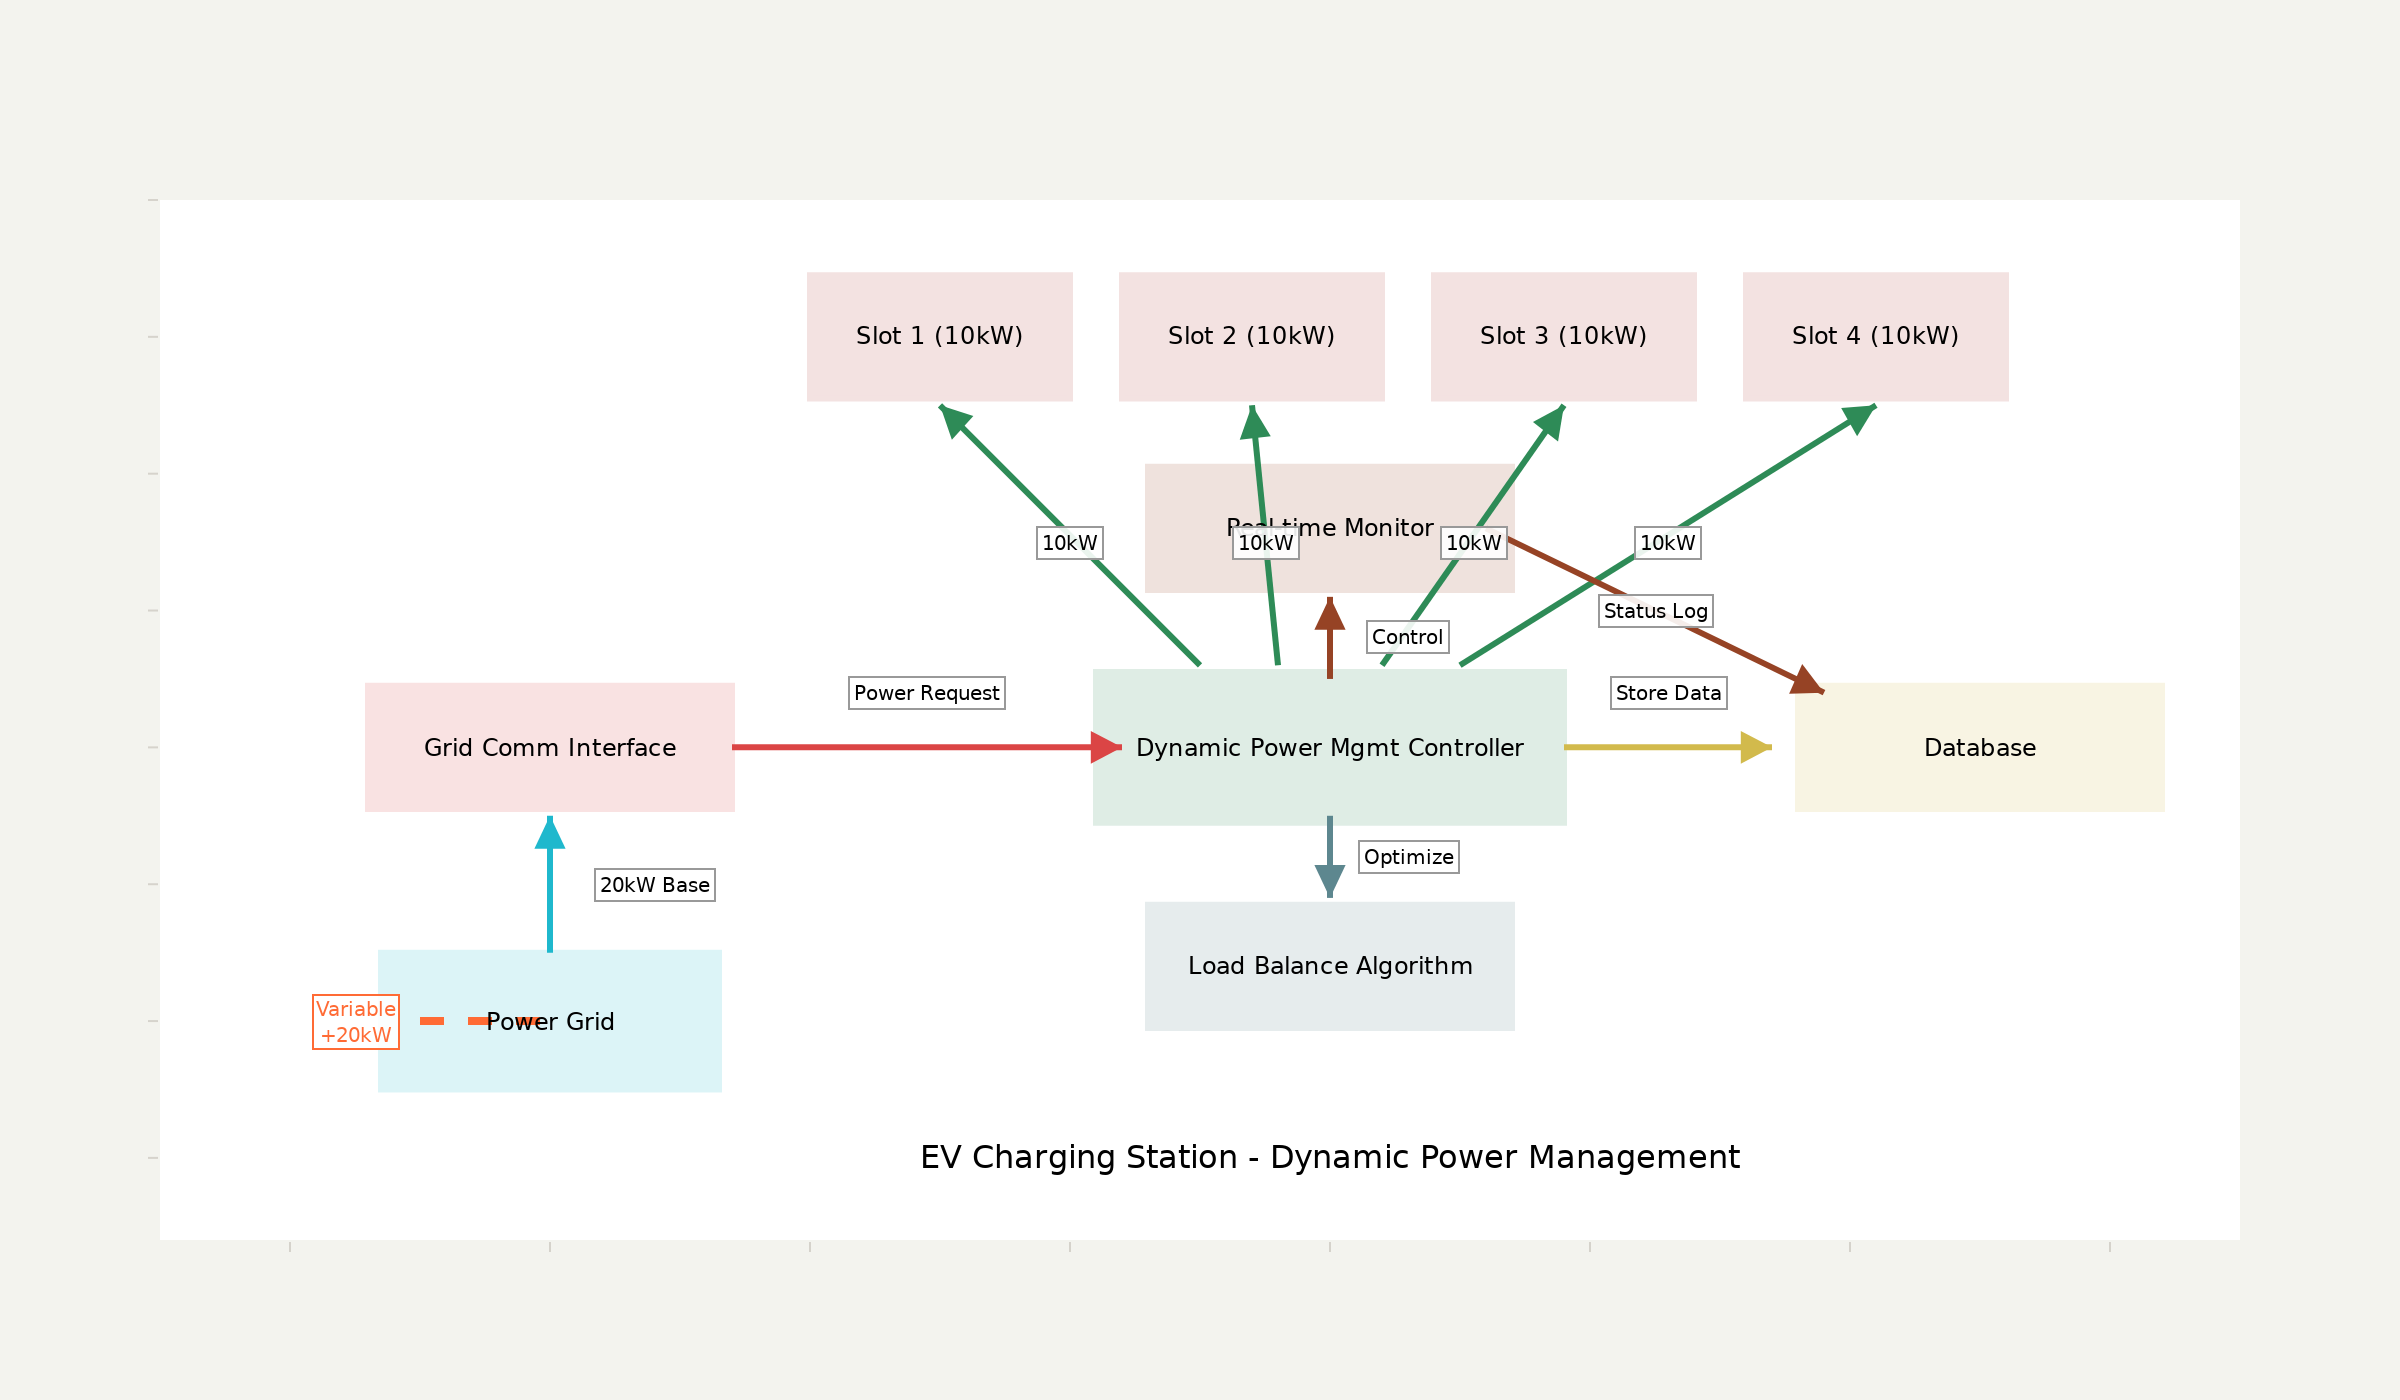 Slot 1 (10kW)
Slot 2 (10kW)
Slot 3 (10kW)
Slot 4 (10kW)
Real-time Monitor
10kW
10kW
10kW
10kW
Status Log
Control
Power Request
Store Data
Grid Comm Interface
Dynamic Power Mgmt Controller
Database
Optimize
20kW Base
Load Balance Algorithm
Variable
+20kW
Power Grid
EV Charging Station - Dynamic Power Management